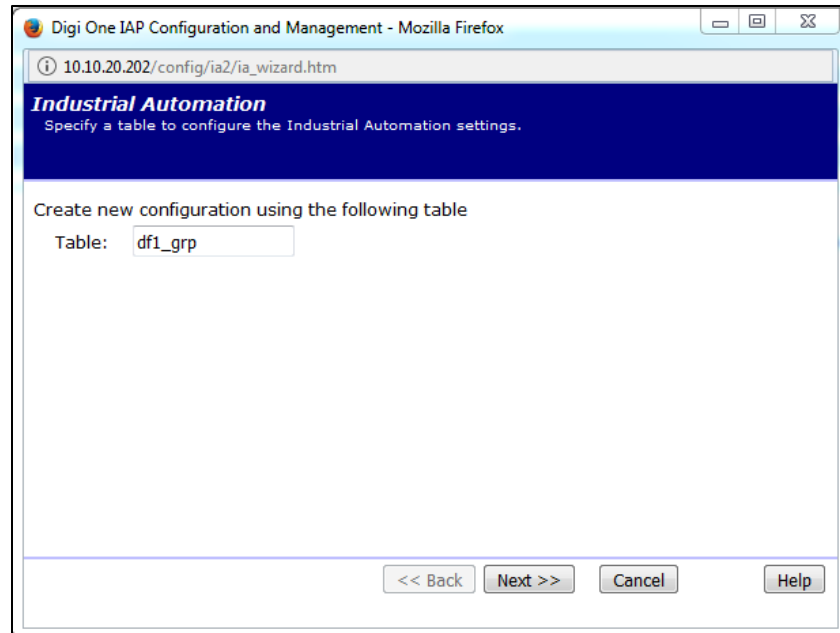 Digi One IAP Configuration and Management - Mozilla Firefox
10.10.20.202/config/ia2/ia_wizard.htm
Industrial Automation
Specify a table to configure the Industrial Automation settings.
Create new configuration using the following table
Table: df1_grp
<< Back Next >> Cancel Help